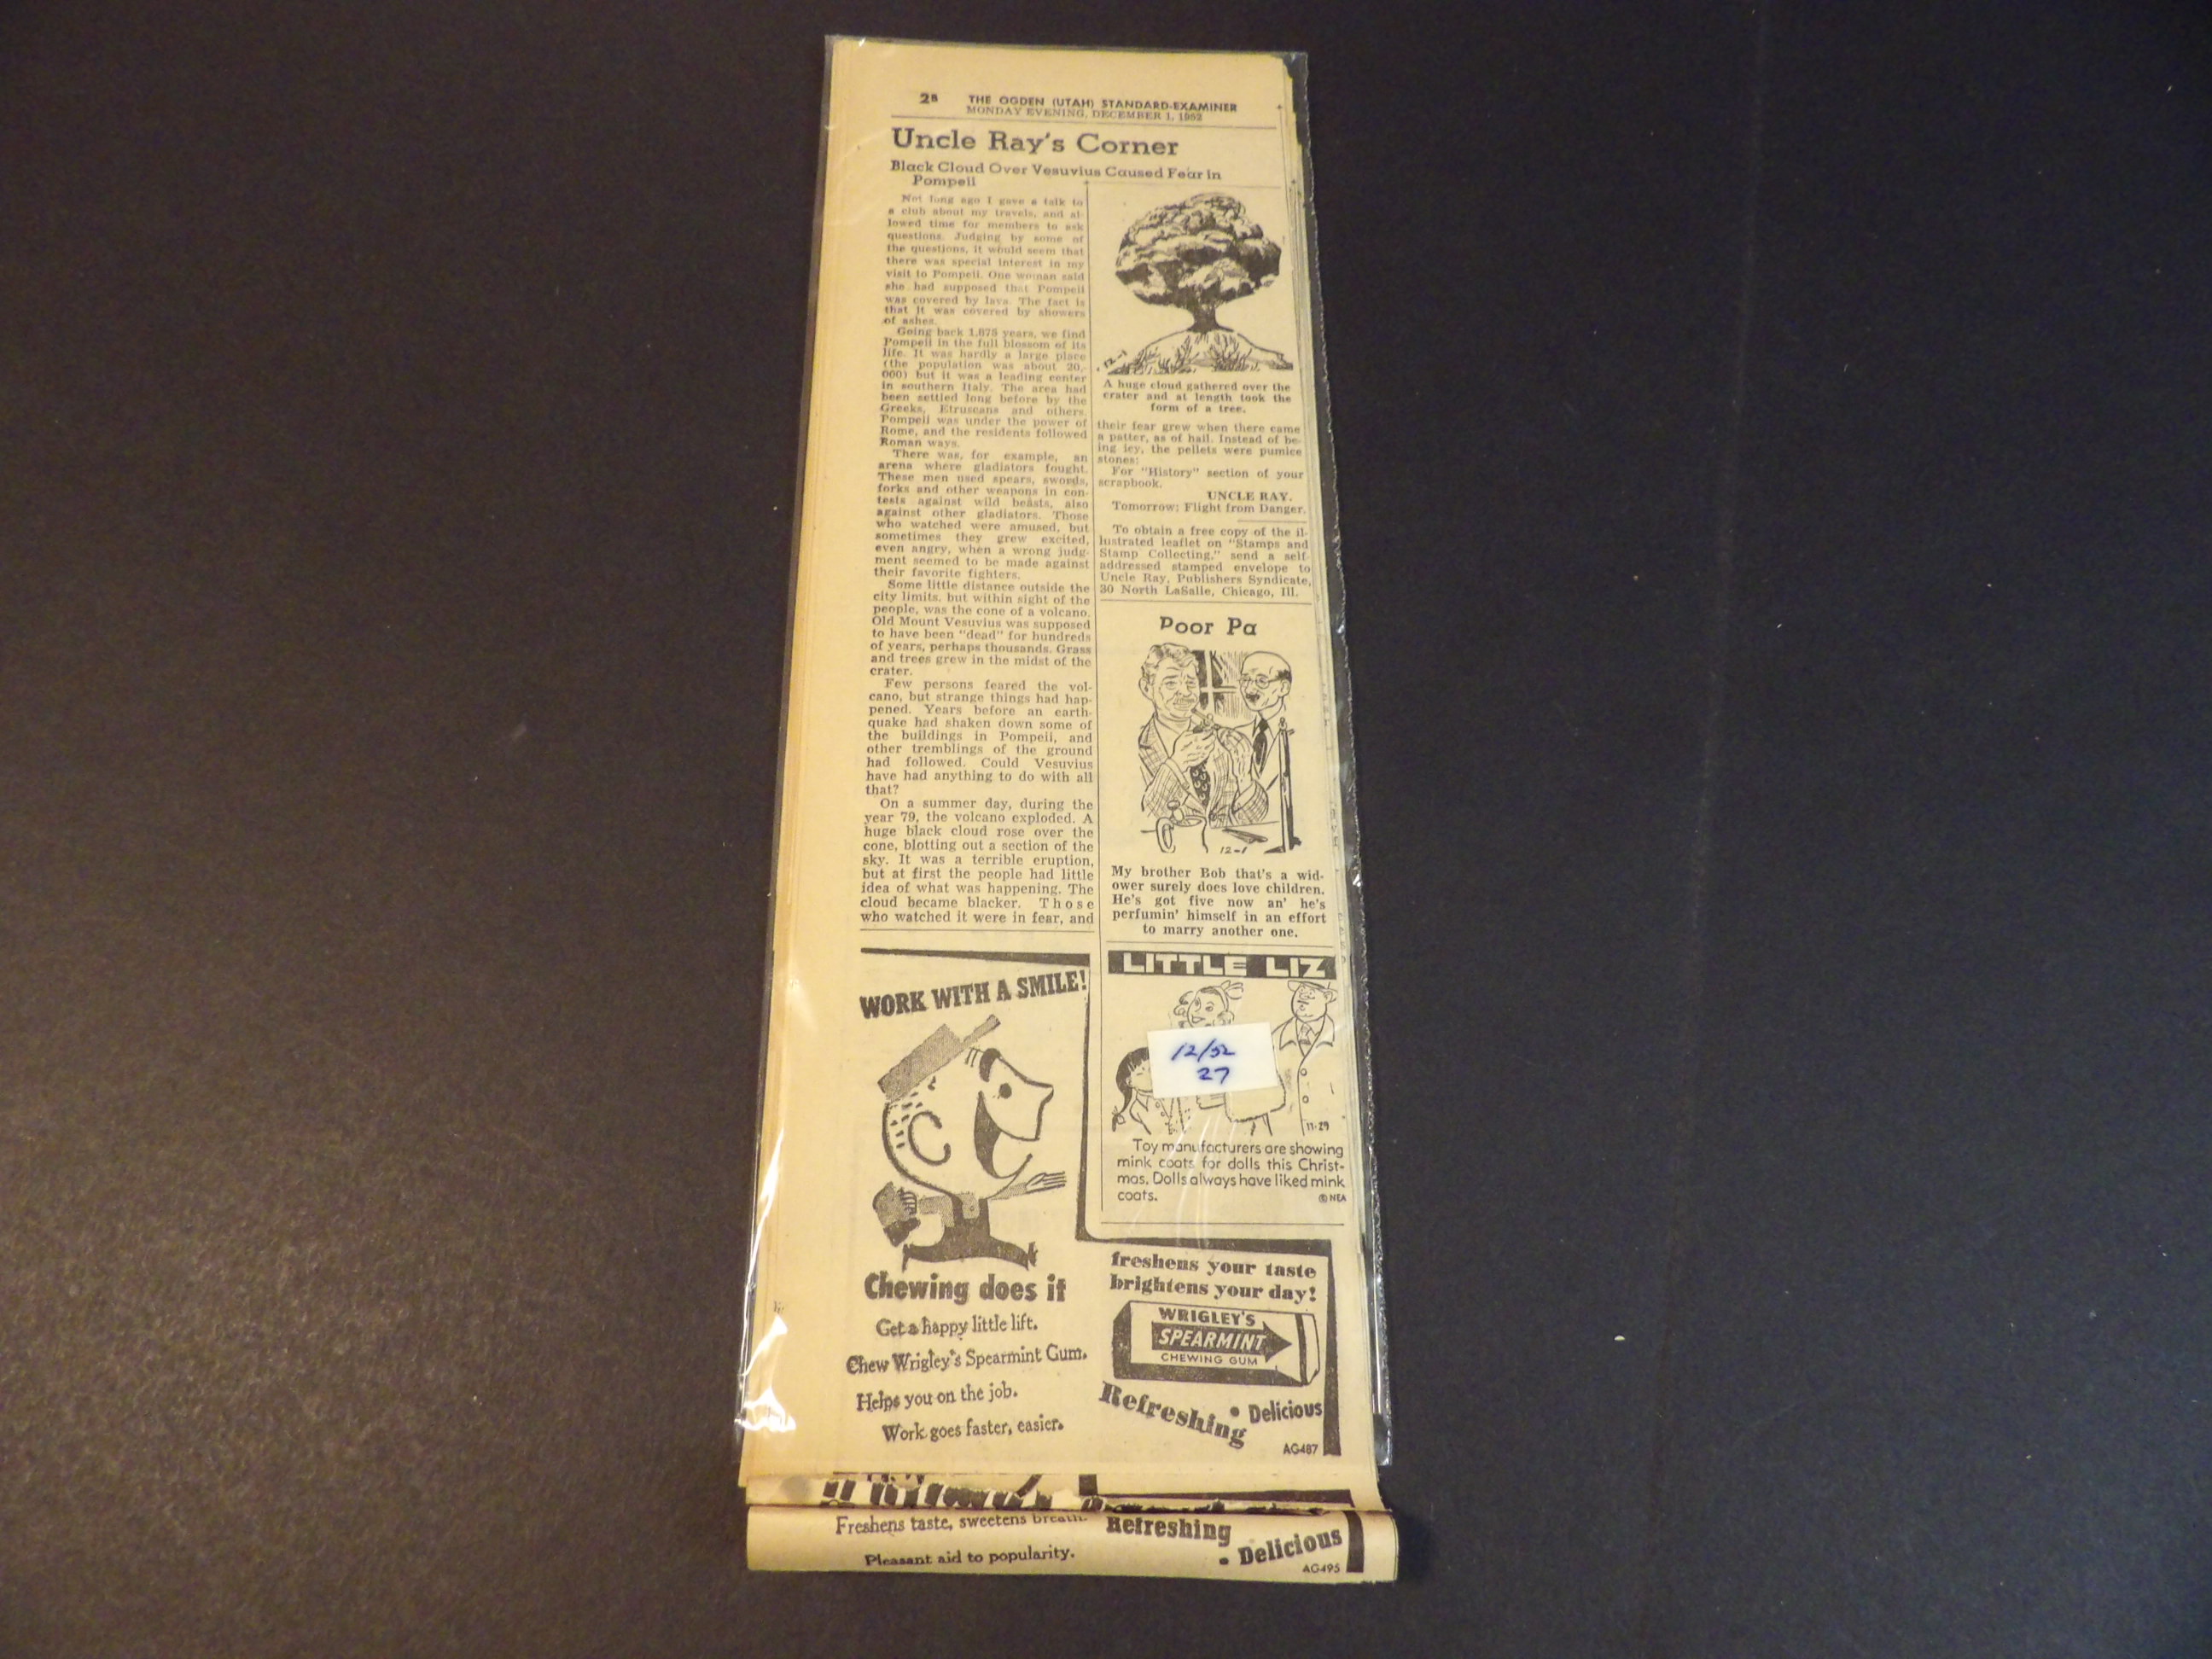 2B THE OGDEN (UTAH) STANDARD-EXAMINER
MONDAY EVENING, DECEMBER 1, 1952
Uncle Ray's Corner
Black Cloud Over Vesuvius Caused Fear in
Pompeii
Not long ago I gave a talk to
a club about my travels, and al-
lowed time for members to ask
questions. Judging by some of
the questions, it would seem that
there was special interest in my
visit to Pompeii. One woman said
she had supposed that Pompeii
was covered by lava. The fact is
that it was covered by showers
of ashes.
Going back 1,875 years, we find
Pompeii in the full blossom of its
life. It was hardly a large place
(the population was about 20,-
000) but it was a leading center
in southern Italy. The area had
been settled long before by the
Greeks, Etruscans and others.
Pompeii was under the power of
Rome, and the residents followed
Roman ways.
There was, for example, an
arena where gladiators fought.
These men used spears, swords,
forks and other weapons in con-
tests against wild beasts, also
against other gladiators. Those
who watched were amused, but
sometimes they grew excited,
even angry, when a wrong judg-
ment seemed to be made against
their favorite fighters.
Some little distance outside the
city limits, but within sight of the
people, was the cone of a volcano.
Old Mount Vesuvius was supposed
to have been "dead" for hundreds
of years, perhaps thousands. Grass
and trees grew in the midst of the
crater.
Few persons feared the vol-
cano, but strange things had hap-
pened. Years before an earth-
quake had shaken down some of
the buildings in Pompeii, and
other tremblings of the ground
had followed. Could Vesuvius
have had anything to do with all
that?
On a summer day, during the
year 79, the volcano exploded. A
huge black cloud rose over the
cone, blotting out a section of the
sky. It was a terrible eruption,
but at first the people had little
idea of what was happening. The
cloud became blacker. Those
who watched it were in fear, and
12-1
A huge cloud gathered over the
crater and at length took the
form of a tree.
their fear grew when there came
a patter, as of hail. Instead of be-
ing icy, the pellets were pumice
stones!
For "History" section of your
scrapbook.
UNCLE RAY.
Tomorrow: Flight from Danger.
To obtain a free copy of the il-
lustrated leaflet on "Stamps and
Stamp Collecting," send a self-
addressed stamped envelope to
Uncle Ray, Publishers Syndicate,
30 North LaSalle, Chicago, Ill.
Poor Pa
12-1
My brother Bob that's a wid-
ower surely does love children.
He's got five now an' he's
perfumin' himself in an effort
to marry another one.
LITTLE LIZ
12/52
27
11-29
Toy manufacturers are showing
mink coats for dolls this Christ-
mas. Dolls always have liked mink
coats.
© NEA
WORK WITH A SMILE!
Chewing does it
Get a happy little lift.
Chew Wrigley's Spearmint Gum.
Helps you on the job.
Work goes faster, easier.
freshens your taste
brightens your day!
WRIGLEY'S
SPEARMINT
CHEWING GUM
Refreshing • Delicious
AG487
Freshens taste, sweetens breath.
Pleasant aid to popularity.
Refreshing
• Delicious
AG495